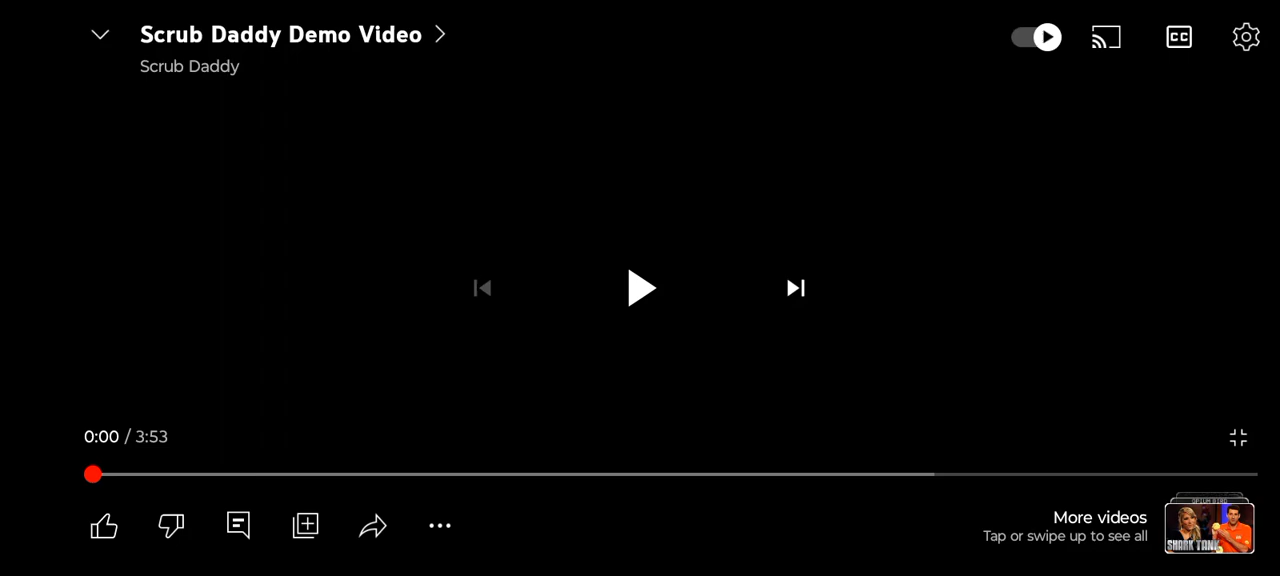 Scrub Daddy Demo Video
Scrub Daddy
CC
0:00 / 3:53
More videos
Tap or swipe up to see all
SHARK TANK